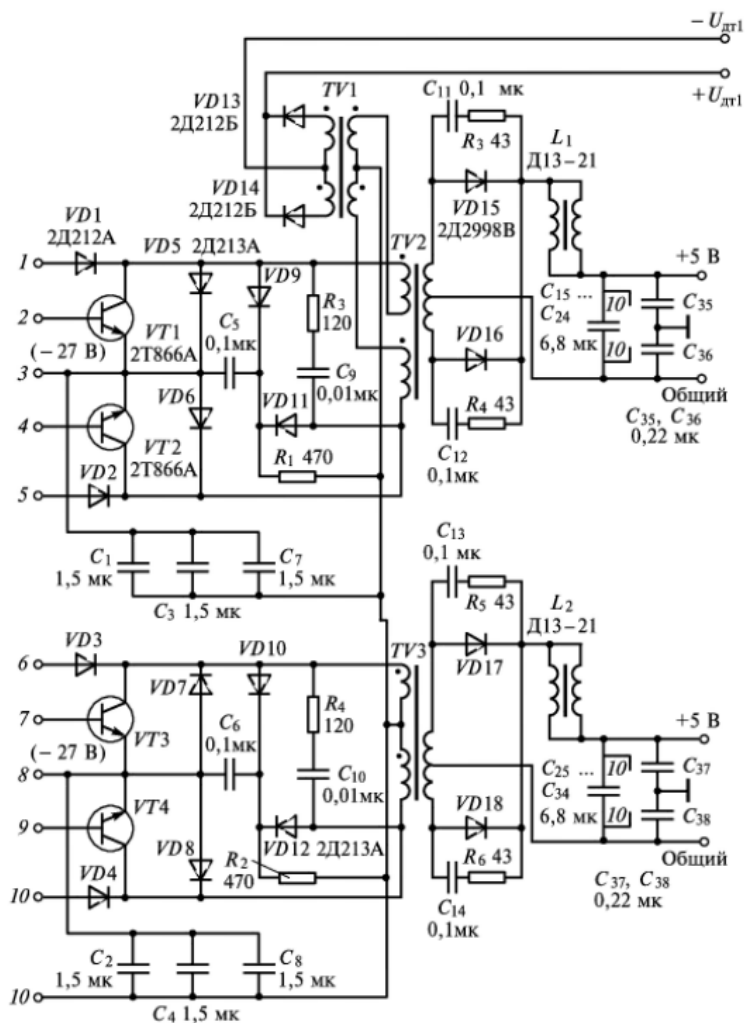 − Uдт1
+Uдт1
TV1
VD13
2Д212Б
VD14
2Д212Б
C11 0,1 мк
R3 43
VD15
2Д2998В
L1
Д13−21
VD1
2Д212А
VD5 2Д213А
VD9
TV2
1
2
(− 27 В)
3
4
5
VT1
2Т866А
C5
0,1мк
R3
120
C9
0,01мк
VD6
VD11
VT2
2Т866А
VD2
R1 470
VD16
R4 43
C12
0,1мк
+5 В
C15 ...
C24
6,8 мк
10
10
C35
C36
Общий
C35, C36
0,22 мк
C1
1,5 мк
C3 1,5 мк
C7
1,5 мк
C13
0,1 мк
R5 43
VD17
L2
Д13−21
6
VD3
VD7
VD10
TV3
7
(− 27 В)
8
9
10
VT3
C6
0,1мк
R4
120
C10
0,01мк
VT4
VD8
VD12 2Д213А
R2
470
VD4
VD18
R6 43
C14
0,1мк
+5 В
C25 ...
C34
6,8 мк
10
10
C37
C38
Общий
C37, C38
0,22 мк
C2
1,5 мк
C4 1,5 мк
C8
1,5 мк
10